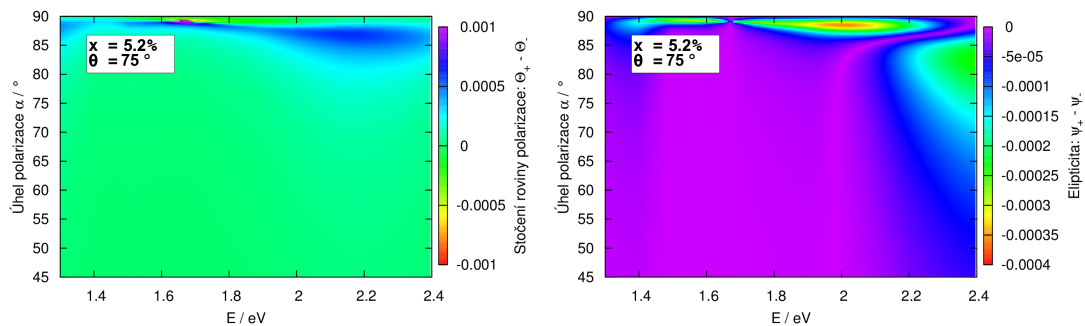 90
85
80
75
70
65
60
55
50
45
1.4 1.6 1.8 2 2.2 2.4
E / eV
Úhel polarizace α / °
x = 5.2%
θ = 75 °
0.001
0.0005
0
-0.0005
-0.001
Stočení roviny polarizace: Θ+ - Θ-
90
85
80
75
70
65
60
55
50
45
1.4 1.6 1.8 2 2.2 2.4
E / eV
Úhel polarizace α / °
x = 5.2%
θ = 75 °
0
-5e-05
-0.0001
-0.00015
-0.0002
-0.00025
-0.0003
-0.00035
-0.0004
Elipticita: ψ+ - ψ-